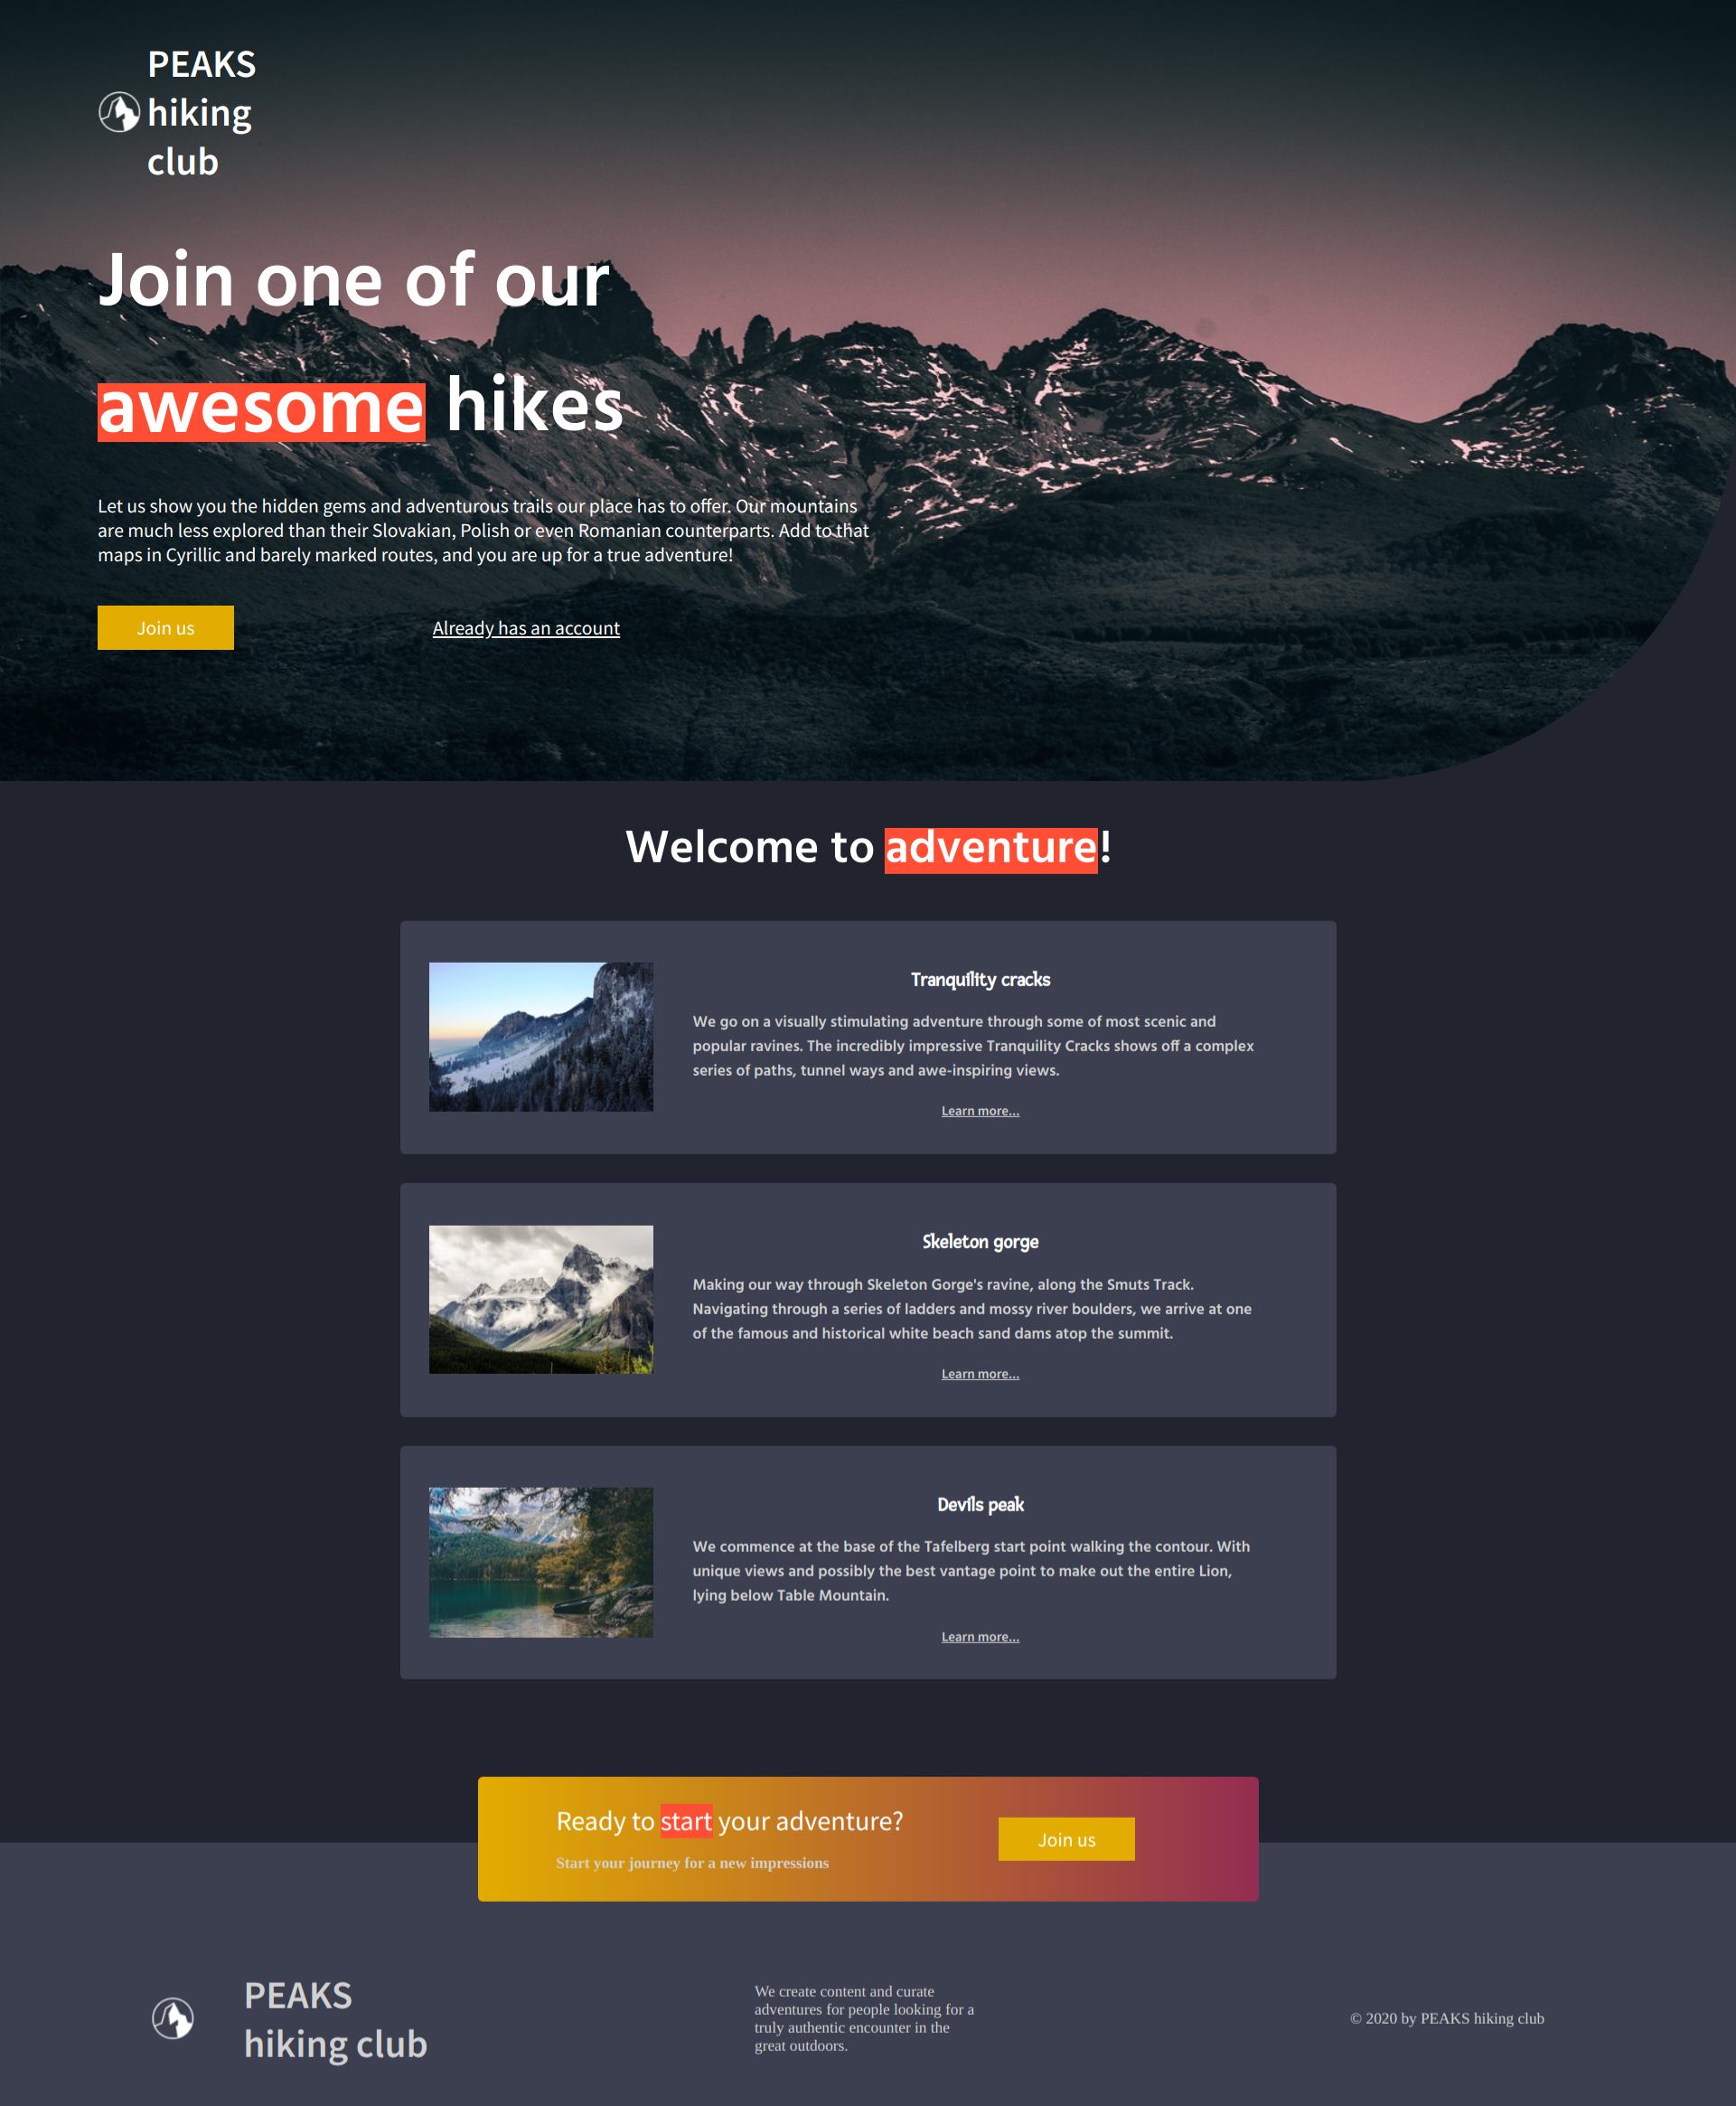 PEAKS
hiking
club
Join one of our
awesome hikes
Let us show you the hidden gems and adventurous trails our place has to offer. Our mountains
are much less explored than their Slovakian, Polish or even Romanian counterparts. Add to that
maps in Cyrillic and barely marked routes, and you are up for a true adventure!
Join us
Already has an account
Welcome to adventure!
Tranquility cracks
We go on a visually stimulating adventure through some of most scenic and
popular ravines. The incredibly impressive Tranquility Cracks shows off a complex
series of paths, tunnel ways and awe-inspiring views.
Learn more...
Skeleton gorge
Making our way through Skeleton Gorge's ravine, along the Smuts Track.
Navigating through a series of ladders and mossy river boulders, we arrive at one
of the famous and historical white beach sand dams atop the summit.
Learn more...
Devils peak
We commence at the base of the Tafelberg start point walking the contour. With
unique views and possibly the best vantage point to make out the entire Lion,
lying below Table Mountain.
Learn more...
Ready to start your adventure?
Start your journey for a new impressions
Join us
PEAKS
hiking club
We create content and curate
adventures for people looking for a
truly authentic encounter in the
great outdoors.
© 2020 by PEAKS hiking club